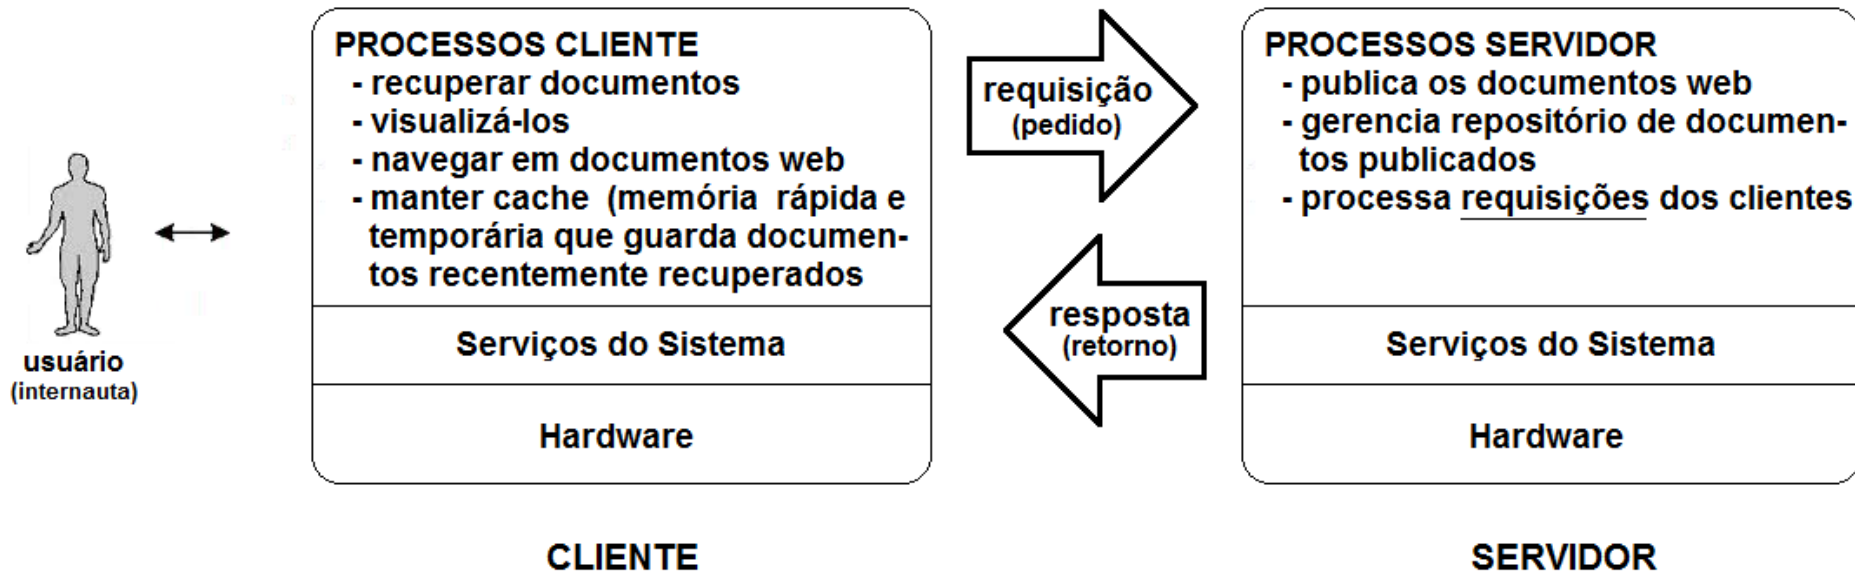 usuário
(internauta)
PROCESSOS CLIENTE
- recuperar documentos
- visualizá-los
- navegar em documentos web
- manter cache (memória rápida e
temporária que guarda documen-
tos recentemente recuperados
Serviços do Sistema
Hardware
CLIENTE
requisição
(pedido)
resposta
(retorno)
PROCESSOS SERVIDOR
- publica os documentos web
- gerencia repositório de documen-
tos publicados
- processa requisições dos clientes
Serviços do Sistema
Hardware
SERVIDOR